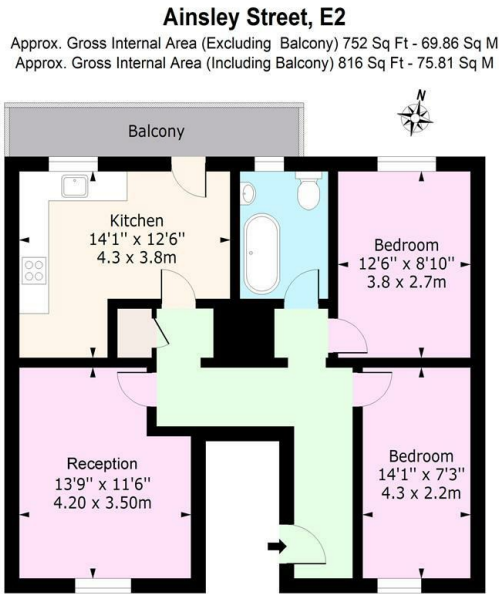 Ainsley Street, E2
Approx. Gross Internal Area (Excluding Balcony) 752 Sq Ft - 69.86 Sq M
Approx. Gross Internal Area (Including Balcony) 816 Sq Ft - 75.81 Sq M
N
Balcony
Kitchen
14'1" x 12'6"
4.3 x 3.8m
Bedroom
12'6" x 8'10"
3.8 x 2.7m
Reception
13'9" x 11'6"
4.20 x 3.50m
Bedroom
14'1" x 7'3"
4.3 x 2.2m